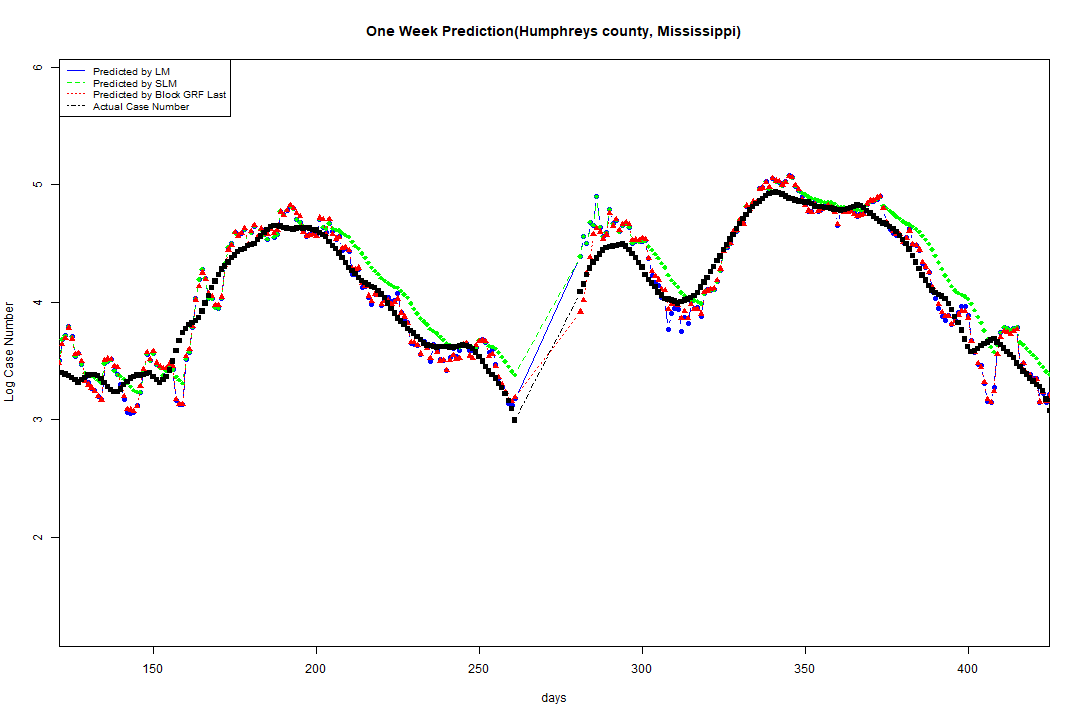 One Week Prediction(Humphreys county, Mississippi)
Predicted by LM
Predicted by SLM
Predicted by Block GRF Last
Actual Case Number
6
5
4
3
2
Log Case Number
150
200
250
300
350
400
days